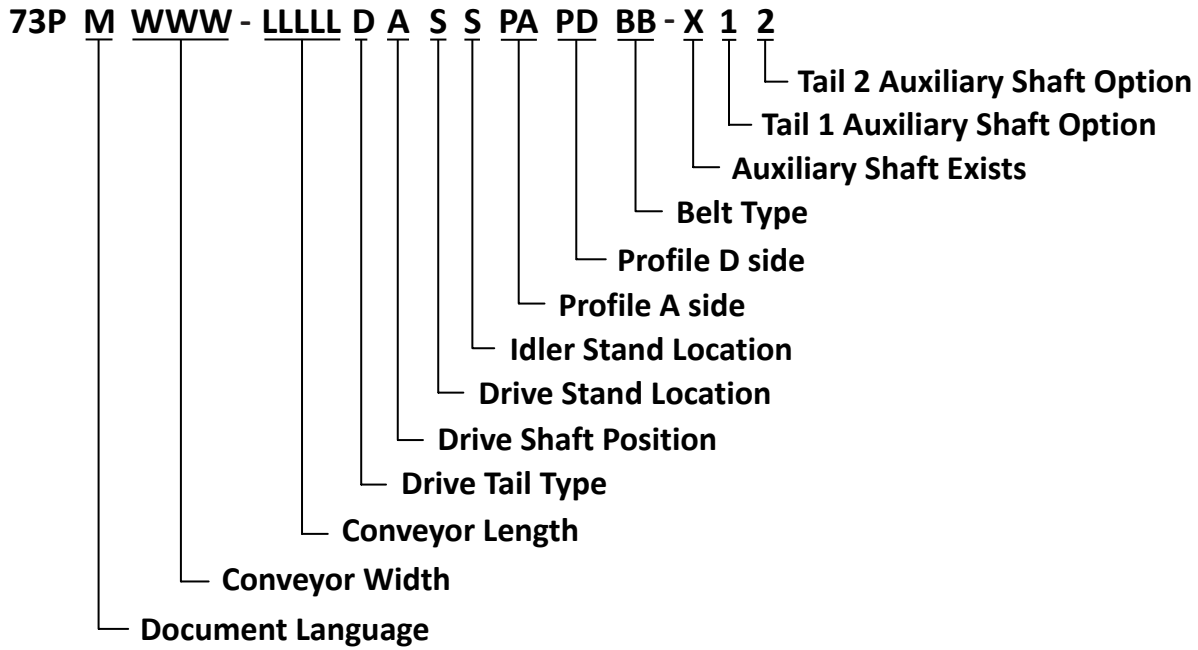 73P M WWW - LLLLL D A S S PA PD BB - X 1 2
Tail 2 Auxiliary Shaft Option
Tail 1 Auxiliary Shaft Option
Auxiliary Shaft Exists
Belt Type
Profile D side
Profile A side
Idler Stand Location
Drive Stand Location
Drive Shaft Position
Drive Tail Type
Conveyor Length
Conveyor Width
Document Language